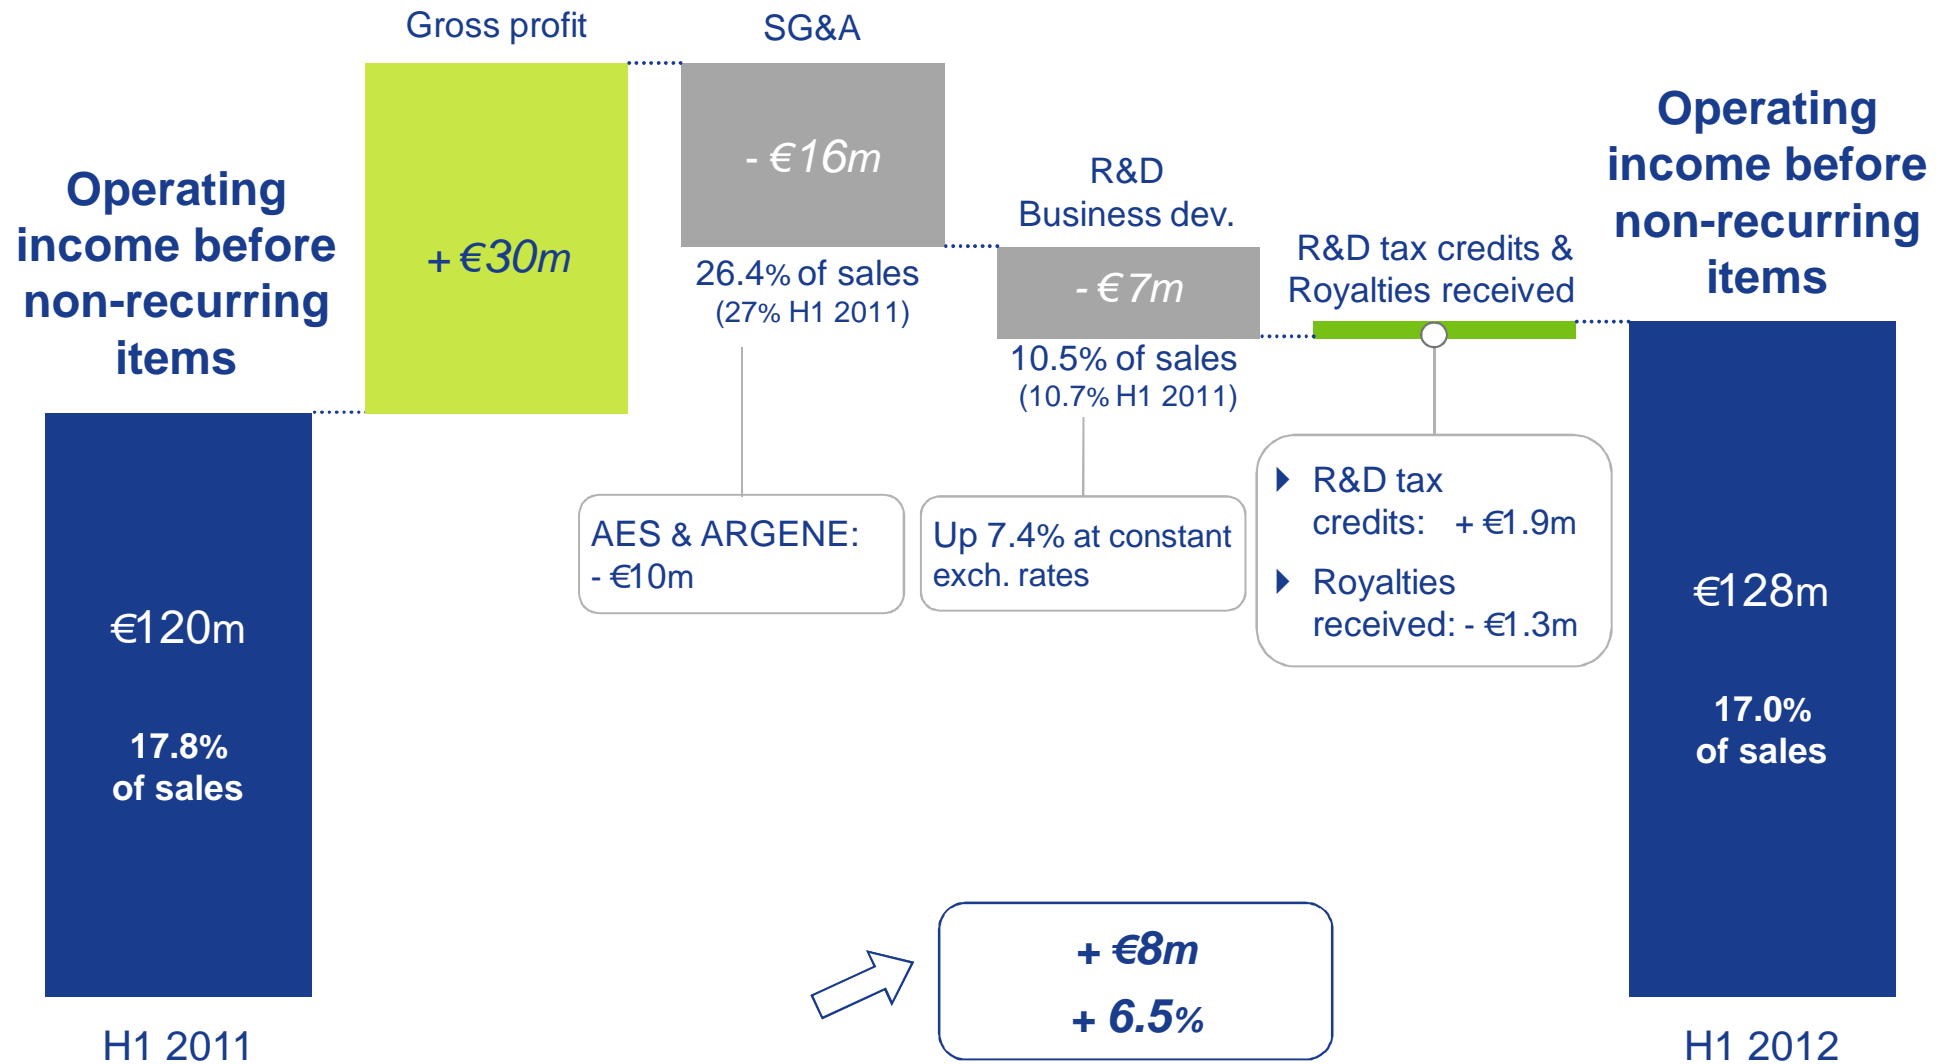 Operating
income before
non-recurring
items
€120m
17.8%
of sales
H1 2011
Gross profit
+ €30m
SG&A
- €16m
26.4% of sales
(27% H1 2011)
AES & ARGENE:
- €10m
R&D
Business dev.
- €7m
10.5% of sales
(10.7% H1 2011)
Up 7.4% at constant
exch. rates
R&D tax credits &
Royalties received
R&D tax
credits: + €1.9m
Royalties
received: - €1.3m
+ €8m
+ 6.5%
Operating
income before
non-recurring
items
€128m
17.0%
of sales
H1 2012